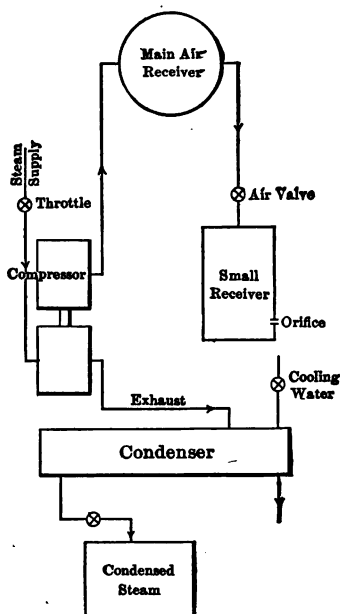 Main Air
Receiver
Steam
Supply
Throttle
Air Valve
Compressor
Small
Receiver
Orifice
Cooling
Water
Exhaust
Condenser
Condensed
Steam